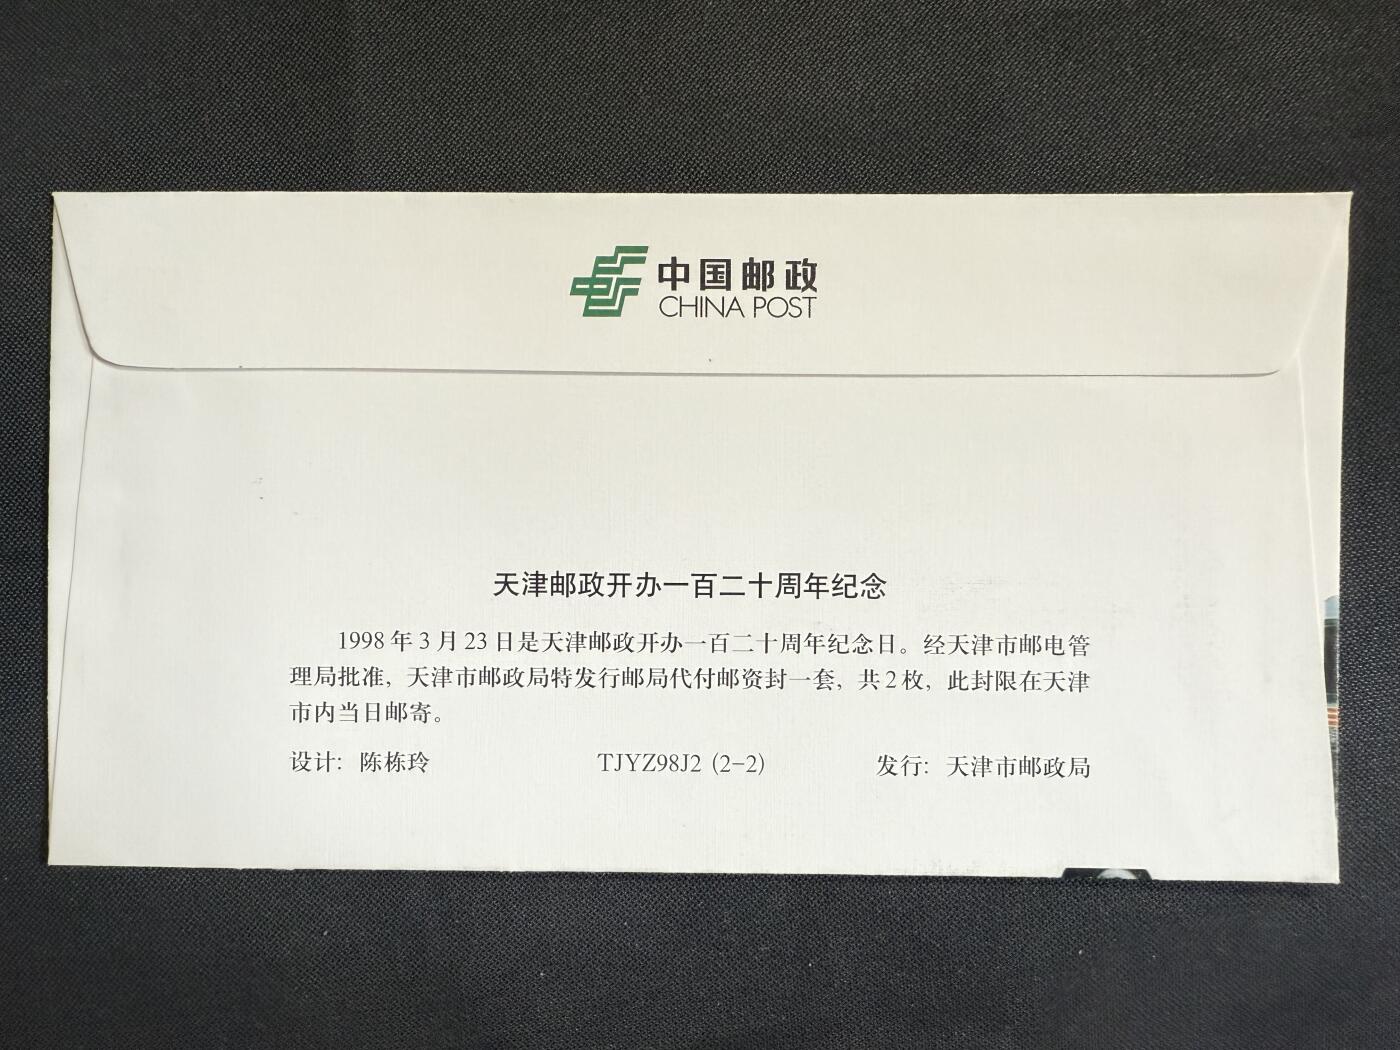 中国邮政
CHINA POST
天津邮政开办一百二十周年纪念
1998年3月23日是天津邮政开办一百二十周年纪念日。经天津市邮电管
理局批准，天津市邮政局特发行邮局代付邮资封一套，共2枚，此封限在天津
市内当日邮寄。
设计：陈栋玲 TJYZ98J2 (2-2) 发行：天津市邮政局